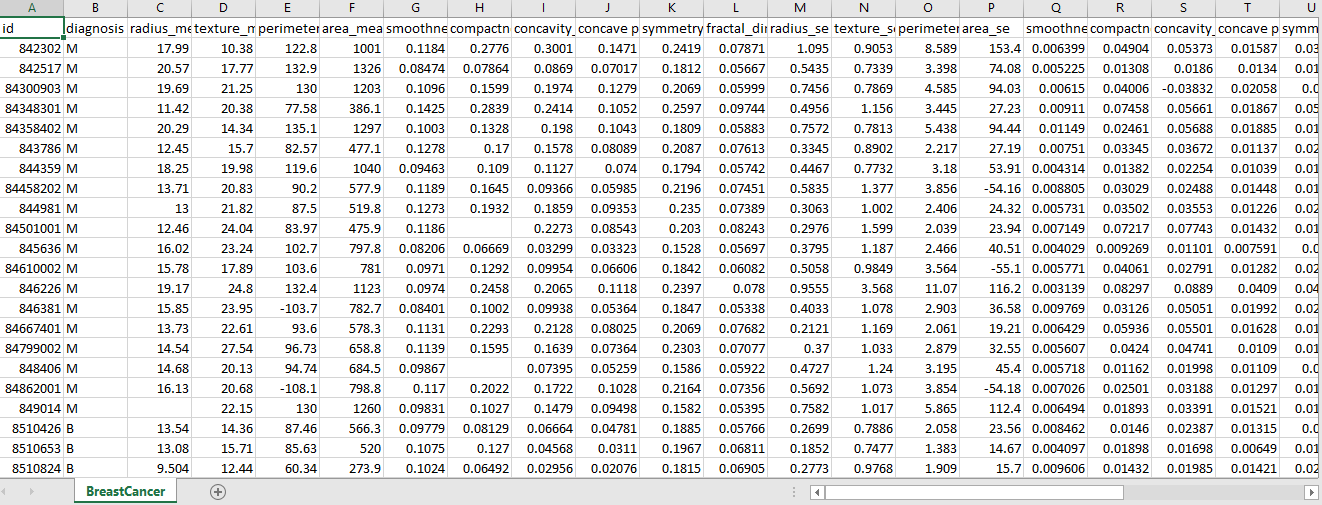 A B C D E F G H I J K L M N O P Q R S T U
id diagnosis radius_me texture_m perimeter area_mea smoothne compactn concavity_ concave p symmetry fractal_di radius_se texture_s perimeter area_se smoothne compactn concavity_ concave p symm
842302 M 17.99 10.38 122.8 1001 0.1184 0.2776 0.3001 0.1471 0.2419 0.07871 1.095 0.9053 8.589 153.4 0.006399 0.04904 0.05373 0.01587 0.03
842517 M 20.57 17.77 132.9 1326 0.08474 0.07864 0.0869 0.07017 0.1812 0.05667 0.5435 0.7339 3.398 74.08 0.005225 0.01308 0.0186 0.0134 0.01
84300903 M 19.69 21.25 130 1203 0.1096 0.1599 0.1974 0.1279 0.2069 0.05999 0.7456 0.7869 4.585 94.03 0.00615 0.04006 -0.03832 0.02058 0.0
84348301 M 11.42 20.38 77.58 386.1 0.1425 0.2839 0.2414 0.1052 0.2597 0.09744 0.4956 1.156 3.445 27.23 0.00911 0.07458 0.05661 0.01867 0.05
84358402 M 20.29 14.34 135.1 1297 0.1003 0.1328 0.198 0.1043 0.1809 0.05883 0.7572 0.7813 5.438 94.44 0.01149 0.02461 0.05688 0.01885 0.01
843786 M 12.45 15.7 82.57 477.1 0.1278 0.17 0.1578 0.08089 0.2087 0.07613 0.3345 0.8902 2.217 27.19 0.00751 0.03345 0.03672 0.01137 0.02
844359 M 18.25 19.98 119.6 1040 0.09463 0.109 0.1127 0.074 0.1794 0.05742 0.4467 0.7732 3.18 53.91 0.004314 0.01382 0.02254 0.01039 0.01
84458202 M 13.71 20.83 90.2 577.9 0.1189 0.1645 0.09366 0.05985 0.2196 0.07451 0.5835 1.377 3.856 -54.16 0.008805 0.03029 0.02488 0.01448 0.01
844981 M 13 21.82 87.5 519.8 0.1273 0.1932 0.1859 0.09353 0.235 0.07389 0.3063 1.002 2.406 24.32 0.005731 0.03502 0.03553 0.01226 0.02
84501001 M 12.46 24.04 83.97 475.9 0.1186 0.2273 0.08543 0.203 0.08243 0.2976 1.599 2.039 23.94 0.007149 0.07217 0.07743 0.01432 0.01
845636 M 16.02 23.24 102.7 797.8 0.08206 0.06669 0.03299 0.03323 0.1528 0.05697 0.3795 1.187 2.466 40.51 0.004029 0.009269 0.01101 0.007591 0.0
84610002 M 15.78 17.89 103.6 781 0.0971 0.1292 0.09954 0.06606 0.1842 0.06082 0.5058 0.9849 3.564 -55.1 0.005771 0.04061 0.02791 0.01282 0.02
846226 M 19.17 24.8 132.4 1123 0.0974 0.2458 0.2065 0.1118 0.2397 0.078 0.9555 3.568 11.07 116.2 0.003139 0.08297 0.0889 0.0409 0.04
846381 M 15.85 23.95 -103.7 782.7 0.08401 0.1002 0.09938 0.05364 0.1847 0.05338 0.4033 1.078 2.903 36.58 0.009769 0.03126 0.05051 0.01992 0.02
84667401 M 13.73 22.61 93.6 578.3 0.1131 0.2293 0.2128 0.08025 0.2069 0.07682 0.2121 1.169 2.061 19.21 0.006429 0.05936 0.05501 0.01628 0.01
84799002 M 14.54 27.54 96.73 658.8 0.1139 0.1595 0.1639 0.07364 0.2303 0.07077 0.37 1.033 2.879 32.55 0.005607 0.0424 0.04741 0.0109 0.01
848406 M 14.68 20.13 94.74 684.5 0.09867 0.07395 0.05259 0.1586 0.05922 0.4727 1.24 3.195 45.4 0.005718 0.01162 0.01998 0.01109 0.0
84862001 M 16.13 20.68 -108.1 798.8 0.117 0.2022 0.1722 0.1028 0.2164 0.07356 0.5692 1.073 3.854 -54.18 0.007026 0.02501 0.03188 0.01297 0.01
849014 M 22.15 130 1260 0.09831 0.1027 0.1479 0.09498 0.1582 0.05395 0.7582 1.017 5.865 112.4 0.006494 0.01893 0.03391 0.01521 0.01
8510426 B 13.54 14.36 87.46 566.3 0.09779 0.08129 0.06664 0.04781 0.1885 0.05766 0.2699 0.7886 2.058 23.56 0.008462 0.0146 0.02387 0.01315 0.0
8510653 B 13.08 15.71 85.63 520 0.1075 0.127 0.04568 0.0311 0.1967 0.06811 0.1852 0.7477 1.383 14.67 0.004097 0.01898 0.01698 0.00649 0.01
8510824 B 9.504 12.44 60.34 273.9 0.1024 0.06492 0.02956 0.02076 0.1815 0.06905 0.2773 0.9768 1.909 15.7 0.009606 0.01432 0.01985 0.01421 0.02
BreastCancer